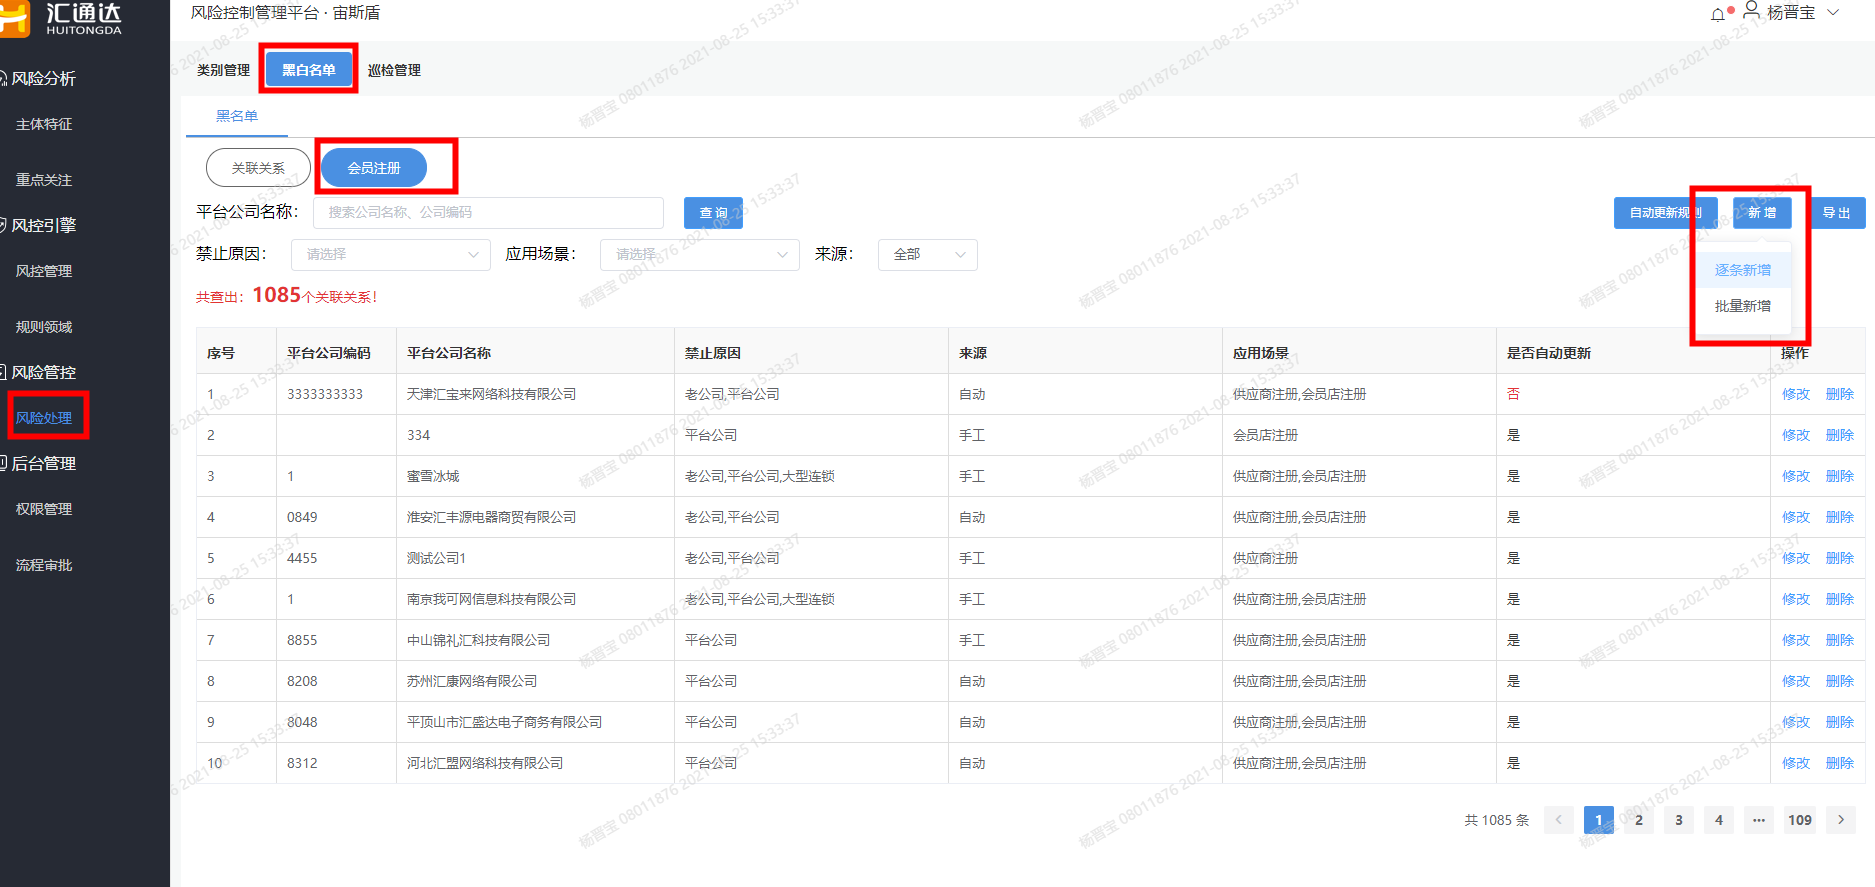 汇通达
HUITONGDA
风险控制管理平台 · 宙斯盾
杨晋宝
风险分析
主体特征
重点关注
风控引擎
风控管理
规则领域
风险管控
风险处理
后台管理
权限管理
流程审批
类别管理 黑白名单 巡检管理
黑名单
关联关系 会员注册
平台公司名称： 搜索公司名称、公司编码 查 询 自动更新规则 新 增 导 出
禁止原因： 请选择 应用场景： 请选择 来源： 全部
逐条新增
批量新增
共查出：1085个关联关系！
序号 平台公司编码 平台公司名称 禁止原因 来源 应用场景 是否自动更新 操作
1 3333333333 天津汇宝来网络科技有限公司 老公司,平台公司 自动 供应商注册,会员店注册 否 修改 删除
2 334 平台公司 手工 会员店注册 是 修改 删除
3 1 蜜雪冰城 老公司,平台公司,大型连锁 手工 供应商注册,会员店注册 是 修改 删除
4 0849 淮安汇丰源电器商贸有限公司 老公司,平台公司 自动 供应商注册,会员店注册 是 修改 删除
5 4455 测试公司1 老公司,平台公司 手工 供应商注册 是 修改 删除
6 1 南京我可网信息科技有限公司 老公司,平台公司,大型连锁 手工 供应商注册,会员店注册 是 修改 删除
7 8855 中山锦礼汇科技有限公司 平台公司 手工 供应商注册,会员店注册 是 修改 删除
8 8208 苏州汇康网络有限公司 平台公司 自动 供应商注册,会员店注册 是 修改 删除
9 8048 平顶山市汇盛达电子商务有限公司 平台公司 自动 供应商注册,会员店注册 是 修改 删除
10 8312 河北汇盟网络科技有限公司 平台公司 自动 供应商注册,会员店注册 是 修改 删除
共 1085 条 1 2 3 4 ··· 109
杨晋宝 08011876 2021-08-25 15:33:37